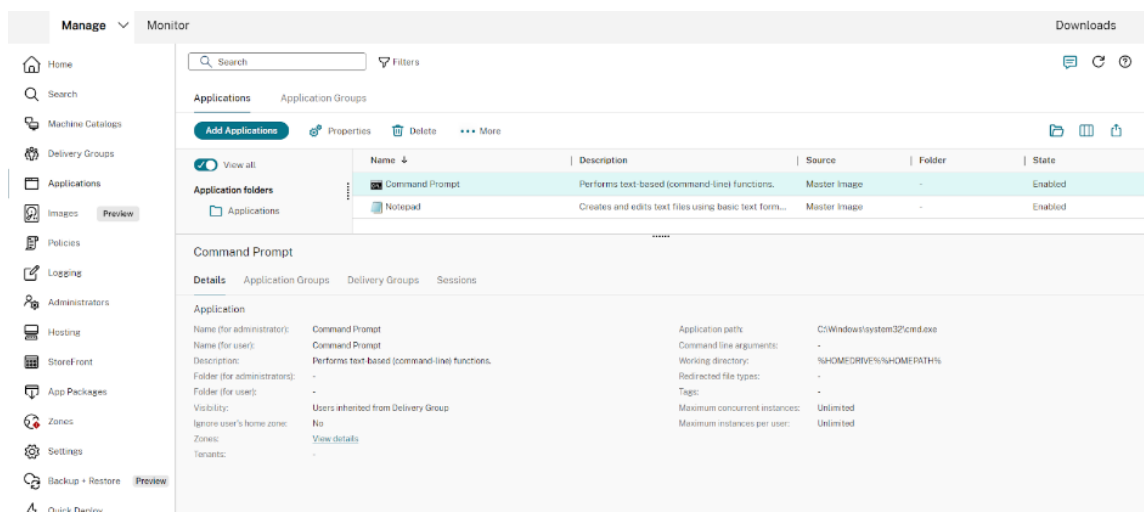 Manage Monitor Downloads
Home
Search
Machine Catalogs
Delivery Groups
Applications
Images Preview
Policies
Logging
Administrators
Hosting
StoreFront
App Packages
Zones
Settings
Backup + Restore Preview
Quick Deploy
Search Filters
Applications Application Groups
Add Applications Properties Delete More
View all
Application folders
Applications
Name ↓ Description Source Folder State
Command Prompt Performs text-based (command-line) functions. Master Image - Enabled
Notepad Creates and edits text files using basic text form... Master Image - Enabled
Command Prompt
Details Application Groups Delivery Groups Sessions
Application
Name (for administrator): Command Prompt
Name (for user): Command Prompt
Description: Performs text-based (command-line) functions.
Folder (for administrators): -
Folder (for user): -
Visibility: Users inherited from Delivery Group
Ignore user's home zone: No
Zones: View details
Tenants: -
Application path: C:\Windows\system32\cmd.exe
Command line arguments: -
Working directory: %HOMEDRIVE%%HOMEPATH%
Redirected file types: -
Tags: -
Maximum concurrent instances: Unlimited
Maximum instances per user: Unlimited